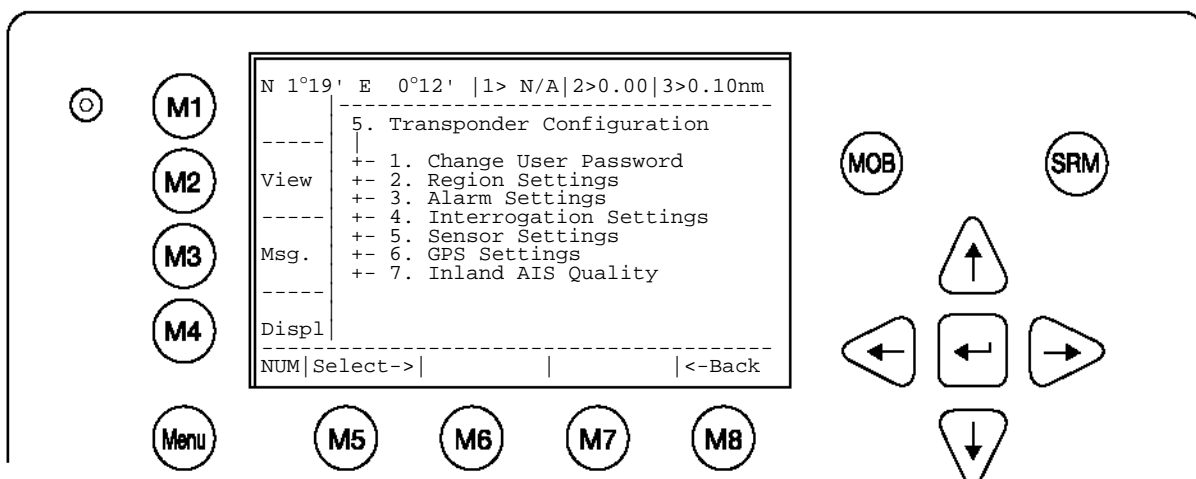 N 1°19' E 0°12' |1> N/A|2>0.00|3>0.10nm
5. Transponder Configuration
+- 1. Change User Password
+- 2. Region Settings
+- 3. Alarm Settings
+- 4. Interrogation Settings
+- 5. Sensor Settings
+- 6. GPS Settings
+- 7. Inland AIS Quality
View
Msg.
Displ
NUM|Select->| | |<-Back
M1
M2
M3
M4
Menu
M5
M6
M7
M8
MOB
SRM